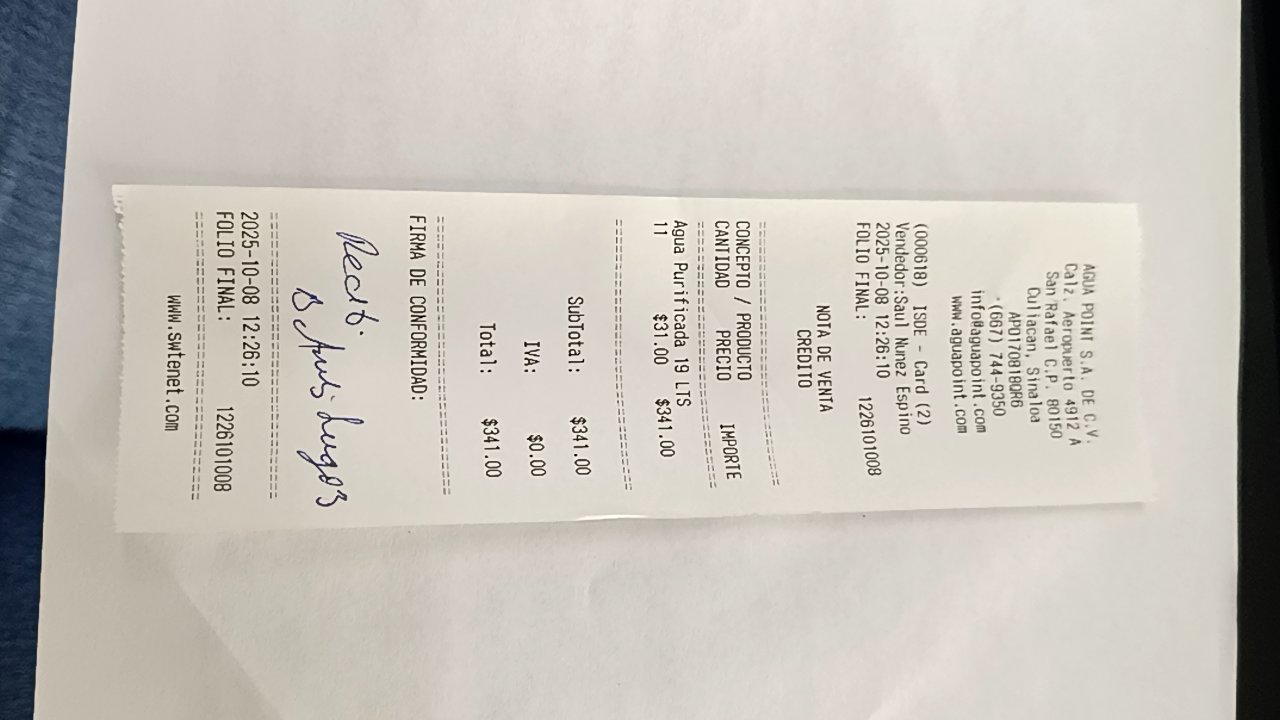 AGUA POINT S.A. DE C.V.
Calz. Aeropuerto 4912 A
San Rafael C.P. 80150
Culiacan, Sinaloa
APO170818QR6
(667) 744-9350
info@aguapoint.com
www.aguapoint.com
(000618) ISDE - Card (2)
Vendedor:Saul Nunez Espino
2025-10-08 12:26:10
FOLIO FINAL: 1226101008
NOTA DE VENTA
CREDITO
CONCEPTO / PRODUCTO
CANTIDAD PRECIO IMPORTE
Agua Purificada 19 LTS
11 $31.00 $341.00
SubTotal: $341.00
IVA: $0.00
Total: $341.00
FIRMA DE CONFORMIDAD:
2025-10-08 12:26:10
FOLIO FINAL: 1226101008
www.swtenet.com